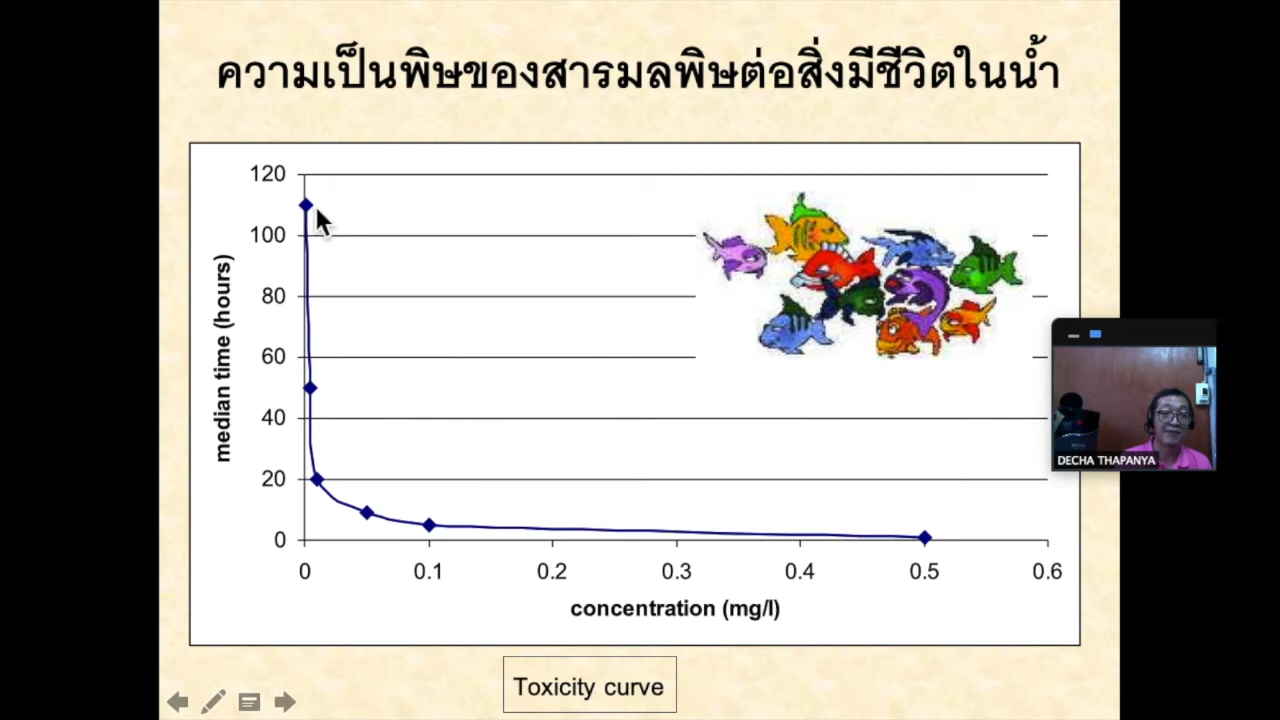 ความเป็นพิษของสารมลพิษต่อสิ่งมีชีวิตในน้ำ
120
100
80
60
40
20
0
median time (hours)
0 0.1 0.2 0.3 0.4 0.5 0.6
concentration (mg/l)
DECHA THAPANYA
Toxicity curve